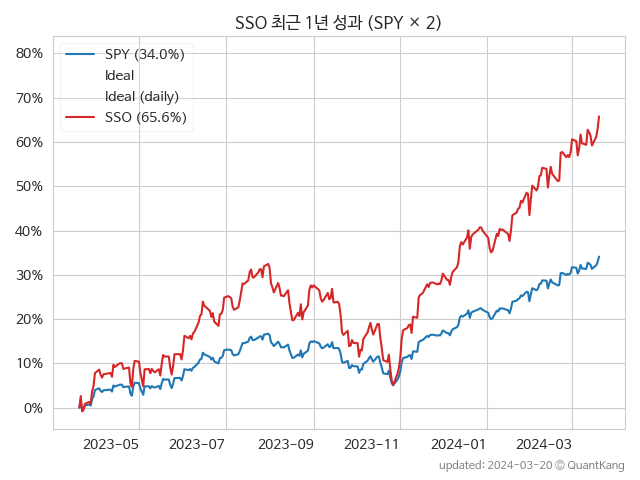 SSO 최근 1년 성과 (SPY × 2)
80%
70%
60%
50%
40%
30%
20%
10%
0%
SPY (34.0%)
Ideal
Ideal (daily)
SSO (65.6%)
2023-05
2023-07
2023-09
2023-11
2024-01
2024-03
updated: 2024-03-20 © QuantKang